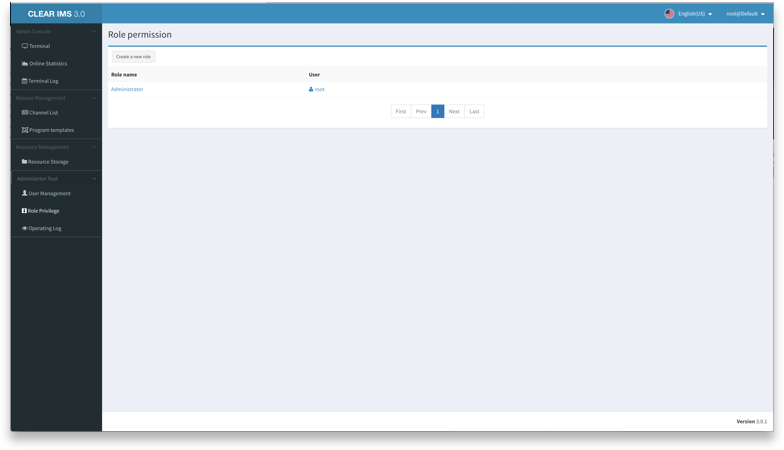 CLEAR IMS 3.0
English(US)
root@Default
Admin Console
Terminal
Online Statistics
Terminal Log
Release Management
Channel List
Program templates
Resource Management
Resource Storage
Administritor Tool
User Management
Role Privilege
Operating Log
Role permission
Create a new role
Role name User
Administrator root
First Prev 1 Next Last
Version 3.0.1